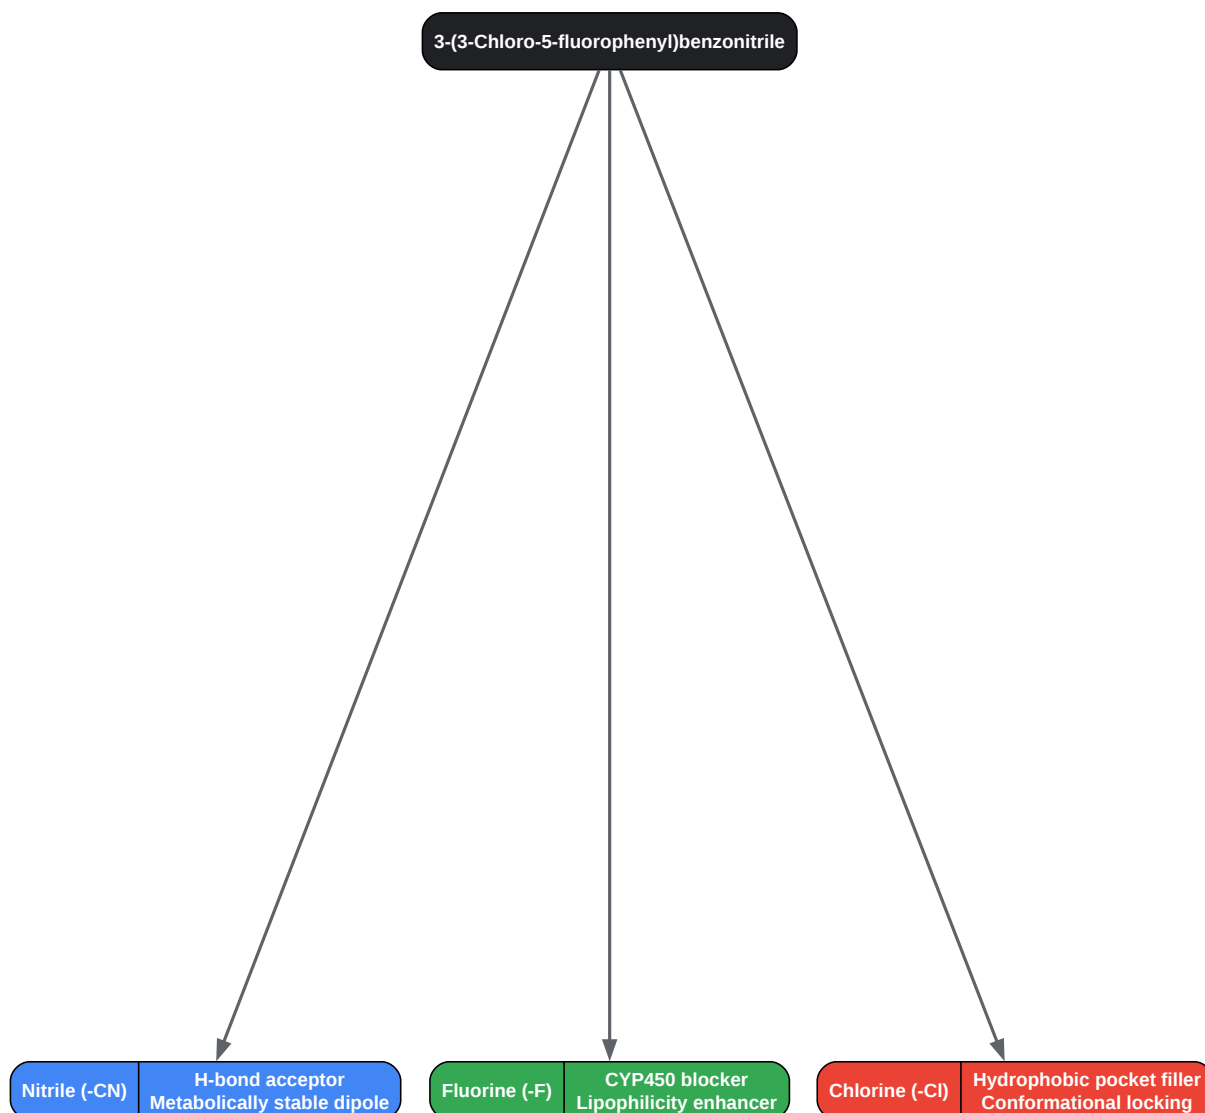 3-(3-Chloro-5-fluorophenyl)benzonitrile
Nitrile (-CN)
H-bond acceptor
Metabolically stable dipole
Fluorine (-F)
CYP450 blocker
Lipophilicity enhancer
Chlorine (-Cl)
Hydrophobic pocket filler
Conformational locking